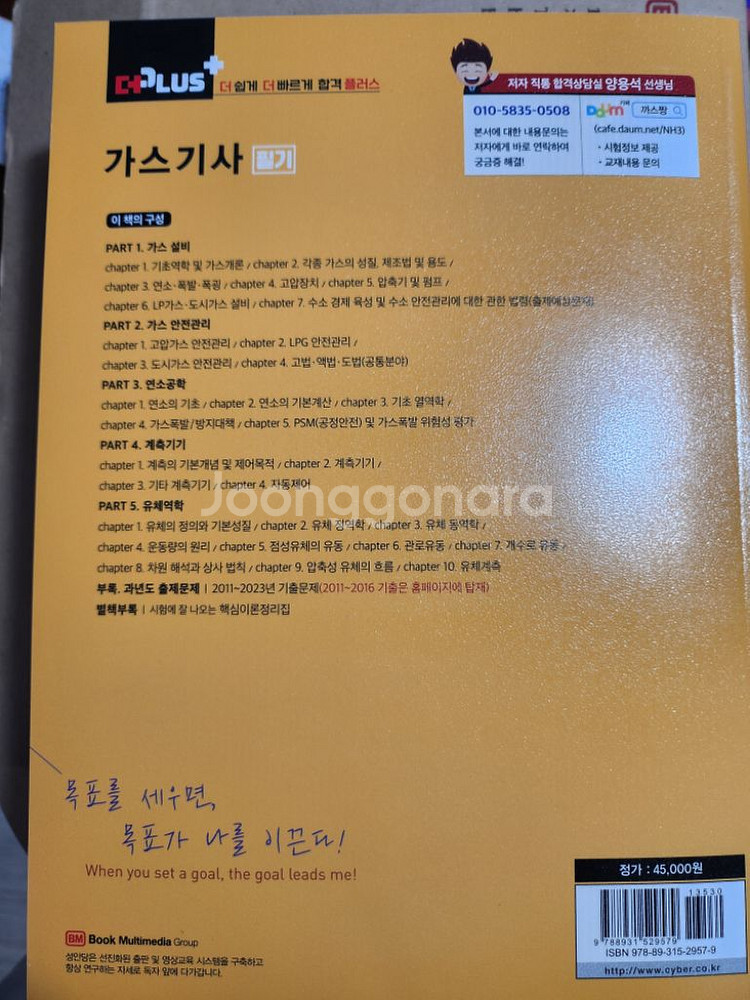 더PLUS+ 더 쉽게 더 빠르게 합격 플러스
저자 직통 합격상담실 양용석 선생님
010-5835-0508
본서에 대한 내용문의는
저자에게 바로 연락하여
궁금증 해결!
Daum 카페 까스짱
(cafe.daum.net/NH3)
· 시험정보 제공
· 교재내용 문의
가스기사 필기
이 책의 구성
PART 1. 가스 설비
chapter 1. 기초역학 및 가스개론 / chapter 2. 각종 가스의 성질, 제조법 및 용도 /
chapter 3. 연소·폭발·폭굉 / chapter 4. 고압장치 / chapter 5. 압축기 및 펌프 /
chapter 6. LP가스·도시가스 설비 / chapter 7. 수소 경제 육성 및 수소 안전관리에 대한 관한 법령(출제예상문제)
PART 2. 가스 안전관리
chapter 1. 고압가스 안전관리 / chapter 2. LPG 안전관리 /
chapter 3. 도시가스 안전관리 / chapter 4. 고법·액법·도법(공통분야)
PART 3. 연소공학
chapter 1. 연소의 기초 / chapter 2. 연소의 기본계산 / chapter 3. 기초 열역학 /
chapter 4. 가스폭발/방지대책 / chapter 5. PSM(공정안전) 및 가스폭발 위험성 평가
PART 4. 계측기기
chapter 1. 계측의 기본개념 및 제어목적 / chapter 2. 계측기기 /
chapter 3. 기타 계측기기 / chapter 4. 자동제어
Joonggonara
PART 5. 유체역학
chapter 1. 유체의 정의와 기본성질 / chapter 2. 유체 정역학 / chapter 3. 유체 동역학 /
chapter 4. 운동량의 원리 / chapter 5. 점성유체의 유동 / chapter 6. 관로유동 / chapter 7. 개수로 유동 /
chapter 8. 차원 해석과 상사 법칙 / chapter 9. 압축성 유체의 흐름 / chapter 10. 유체계측
부록. 과년도 출제문제 | 2011~2023년 기출문제(2011~2016 기출은 홈페이지에 탑재)
별책부록 | 시험에 잘 나오는 핵심이론정리집
목표를 세우면,
목표가 나를 이끈다!
When you set a goal, the goal leads me!
BM Book Multimedia Group
성안당은 선진화된 출판 및 영상교육 시스템을 구축하고
항상 연구하는 자세로 독자 앞에 다가갑니다.
정가 : 45,000원
13530
9 788931 529579
ISBN 978-89-315-2957-9
http://www.cyber.co.kr